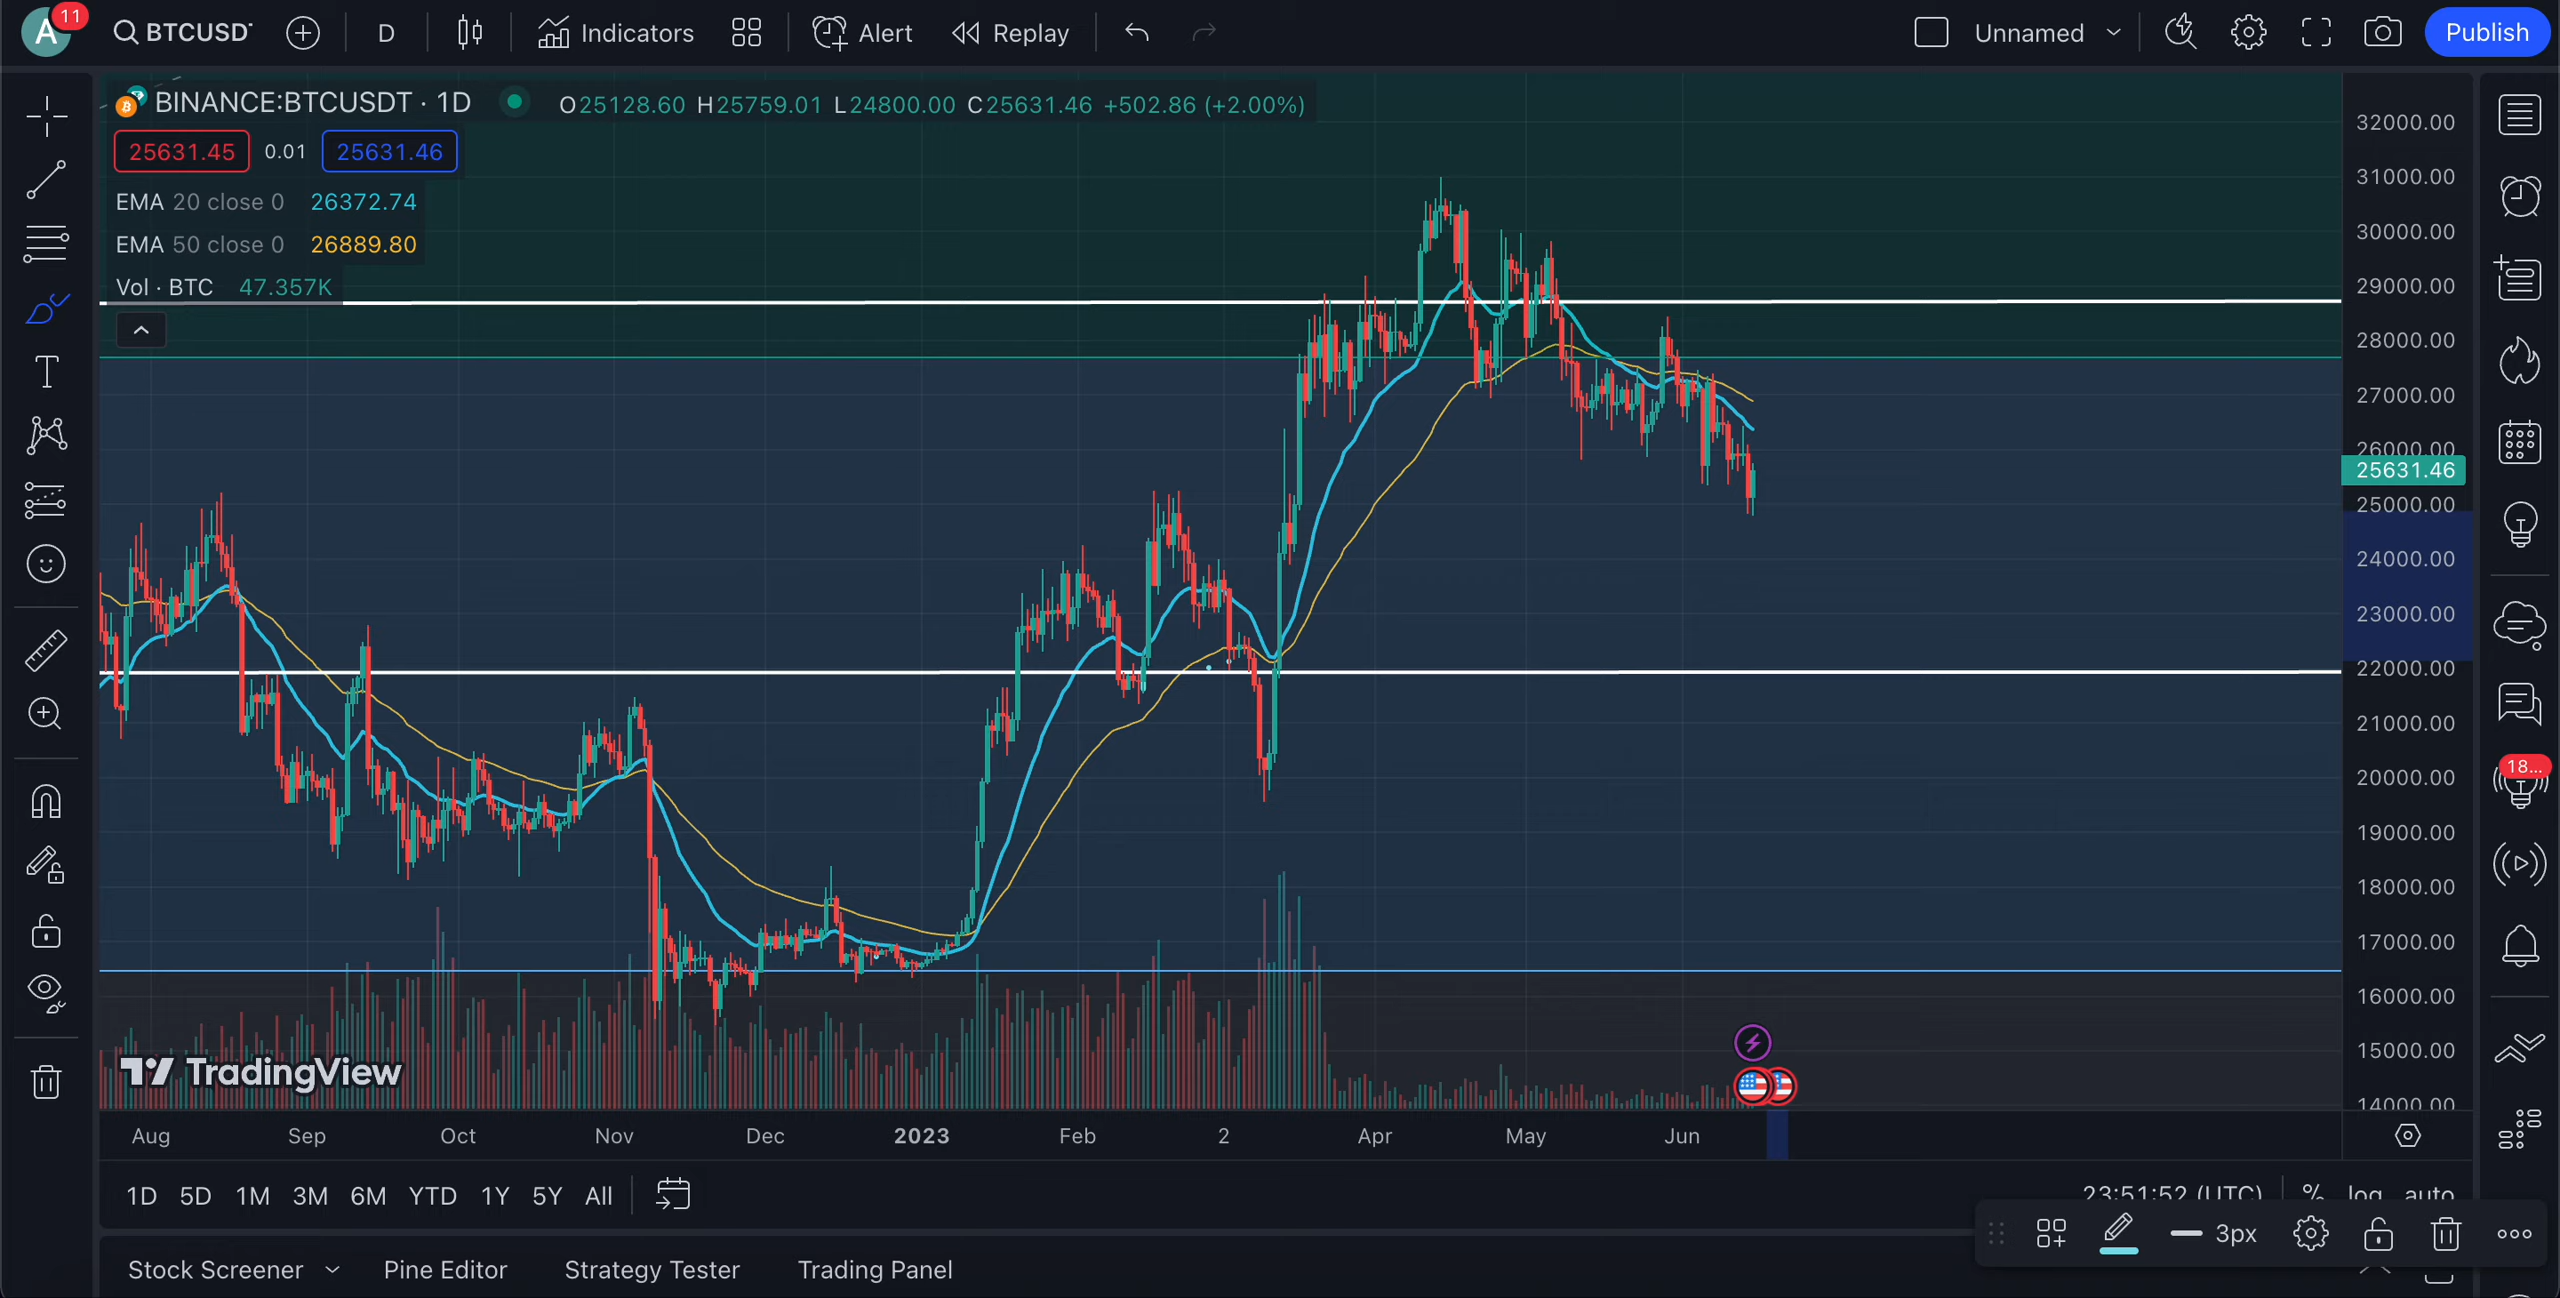 A 11 BTCUSDT D Indicators Alert Replay Unnamed Publish
BINANCE:BTCUSDT · 1D O25128.60 H25759.01 L24800.00 C25631.46 +502.86 (+2.00%)
25631.45 0.01 25631.46
EMA 20 close 0 26372.74
EMA 50 close 0 26889.80
Vol · BTC 47.357K
32000.00
31000.00
30000.00
29000.00
28000.00
27000.00
26000.00
25631.46
25000.00
24000.00
23000.00
22000.00
21000.00
20000.00
19000.00
18000.00
17000.00
16000.00
15000.00
14000.00
18...
TradingView
Aug Sep Oct Nov Dec 2023 Feb 2 Apr May Jun
1D 5D 1M 3M 6M YTD 1Y 5Y All 23:51:52 (UTC) % log auto
3px
Stock Screener Pine Editor Strategy Tester Trading Panel